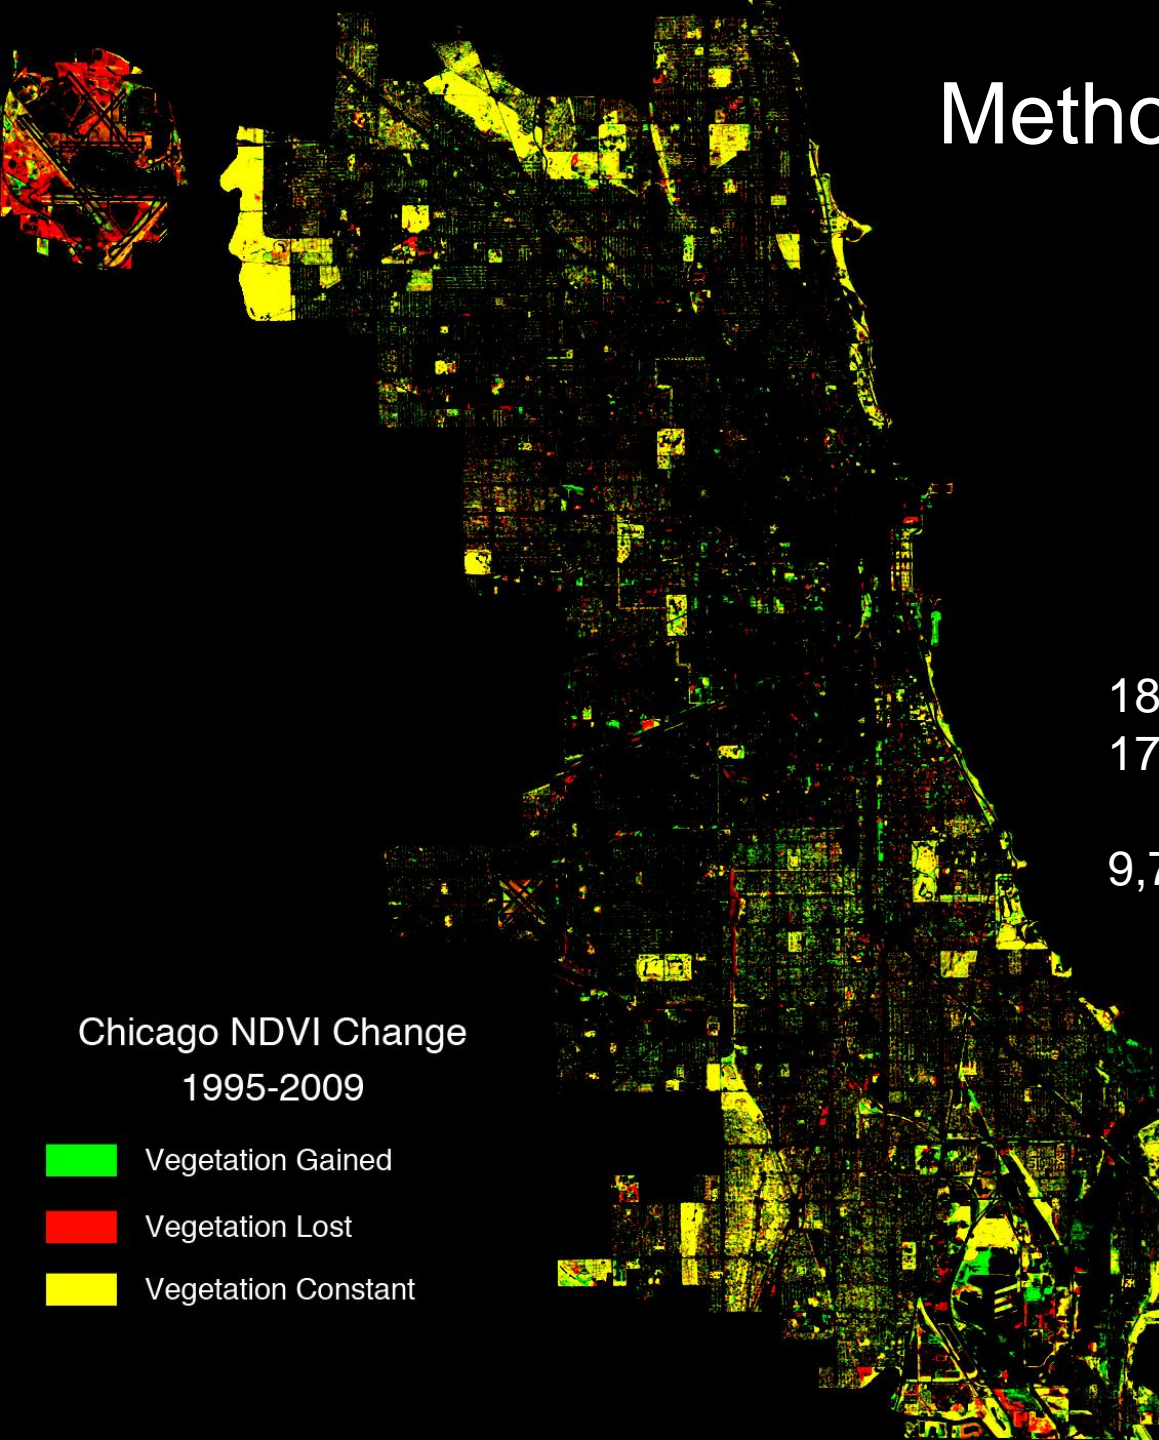 Metho
18
17
9,7
Chicago NDVI Change
1995-2009
Vegetation Gained
Vegetation Lost
Vegetation Constant